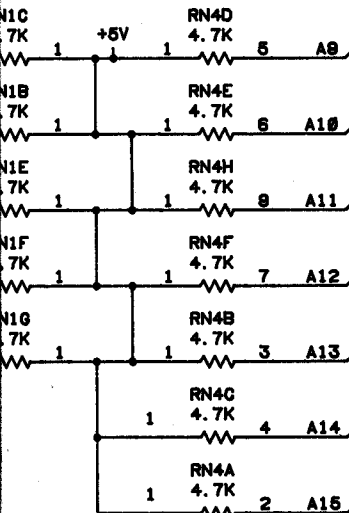 N1C RN4D
.7K +5V 4.7K
1 1 5 A8
N1B RN4E
.7K 4.7K
1 1 6 A10
N1E RN4H
.7K 4.7K
1 1 9 A11
N1F RN4F
.7K 4.7K
1 1 7 A12
N1G RN4B
.7K 4.7K
1 1 3 A13
RN4C
4.7K
1 4 A14
RN4A
4.7K
1 2 A15